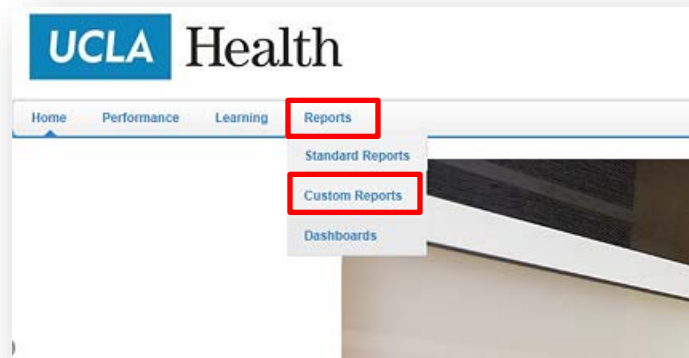 UCLA Health
Home Performance Learning Reports
Standard Reports
Custom Reports
Dashboards